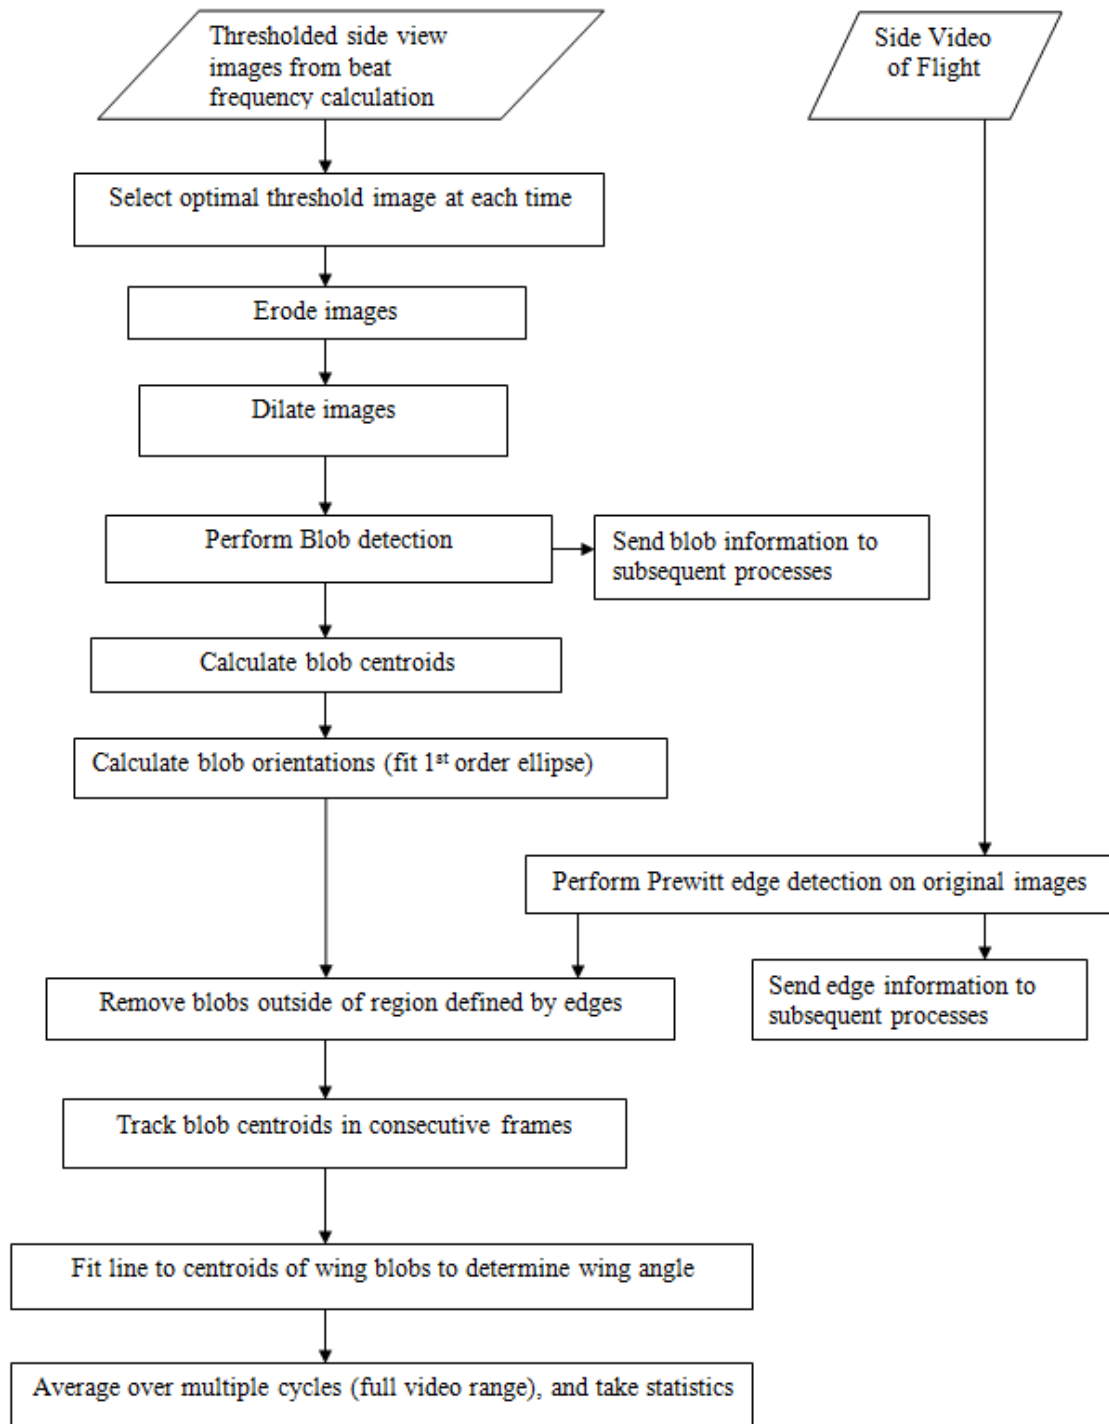 Thresholded side view
images from beat
frequency calculation
Side Video
of Flight
Select optimal threshold image at each time
Erode images
Dilate images
Perform Blob detection
Send blob information to
subsequent processes
Calculate blob centroids
Calculate blob orientations (fit 1st order ellipse)
Perform Prewitt edge detection on original images
Remove blobs outside of region defined by edges
Send edge information to
subsequent processes
Track blob centroids in consecutive frames
Fit line to centroids of wing blobs to determine wing angle
Average over multiple cycles (full video range), and take statistics